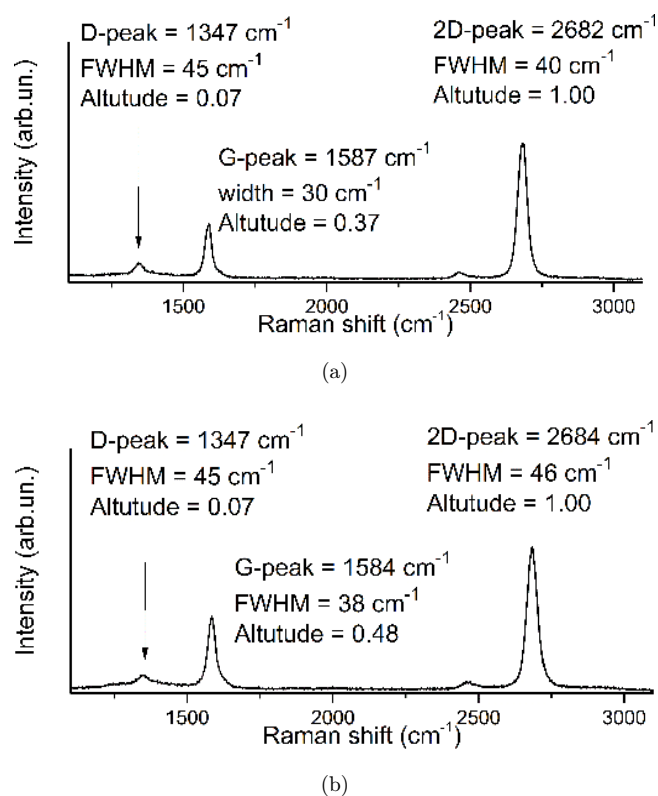 D-peak = 1347 cm⁻¹
FWHM = 45 cm⁻¹
Altutude = 0.07
2D-peak = 2682 cm⁻¹
FWHM = 40 cm⁻¹
Altutude = 1.00
G-peak = 1587 cm⁻¹
width = 30 cm⁻¹
Altutude = 0.37
Intensity (arb.un.)
1500 2000 2500 3000
Raman shift (cm⁻¹)
(a)
D-peak = 1347 cm⁻¹
FWHM = 45 cm⁻¹
Altutude = 0.07
2D-peak = 2684 cm⁻¹
FWHM = 46 cm⁻¹
Altutude = 1.00
G-peak = 1584 cm⁻¹
FWHM = 38 cm⁻¹
Altutude = 0.48
Intensity (arb.un.)
1500 2000 2500 3000
Raman shift (cm⁻¹)
(b)